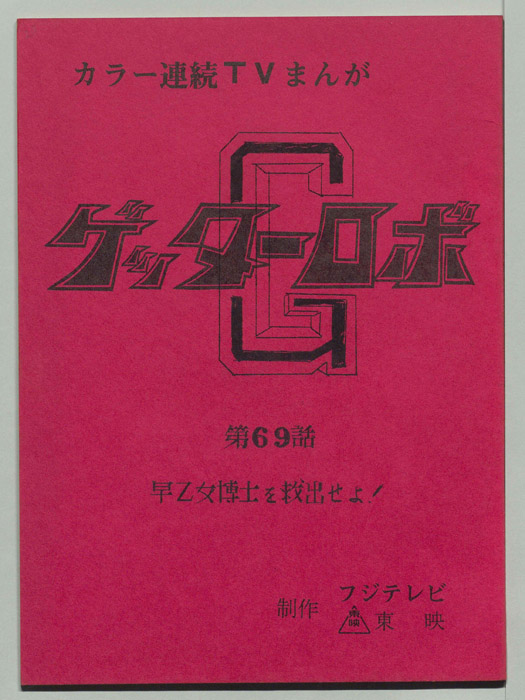 カラー連続TVまんが
ゲッターロボ
G
第69話
早乙女博士を救出せよ!
制作 フジテレビ
東映 東映